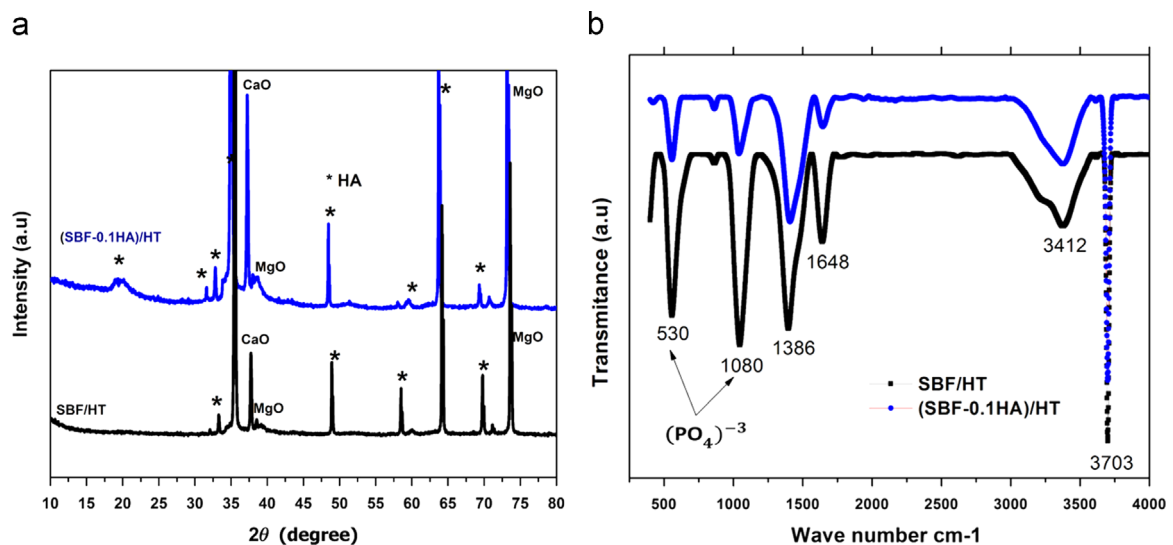 a
b
CaO
MgO
*
* HA
(SBF-0.1HA)/HT
MgO
*
*
*
*
*
*
CaO
MgO
SBF/HT
MgO
*
*
*
*
Intensity (a.u)
10 15 20 25 30 35 40 45 50 55 60 65 70 75 80
2θ (degree)
Transmitance (a.u)
530
1080
1386
1648
3412
3703
(PO₄)⁻³
SBF/HT
(SBF-0.1HA)/HT
500 1000 1500 2000 2500 3000 3500 4000
Wave number cm-1